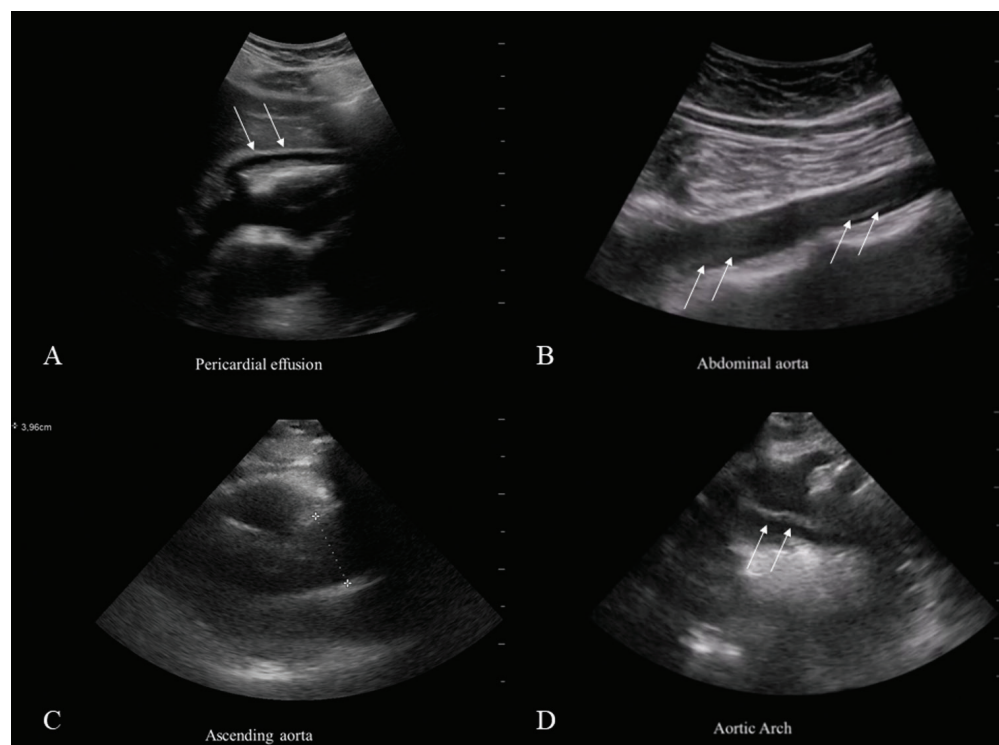 A
Pericardial effusion
B
Abdominal aorta
3,96cm
C
Ascending aorta
D
Aortic Arch